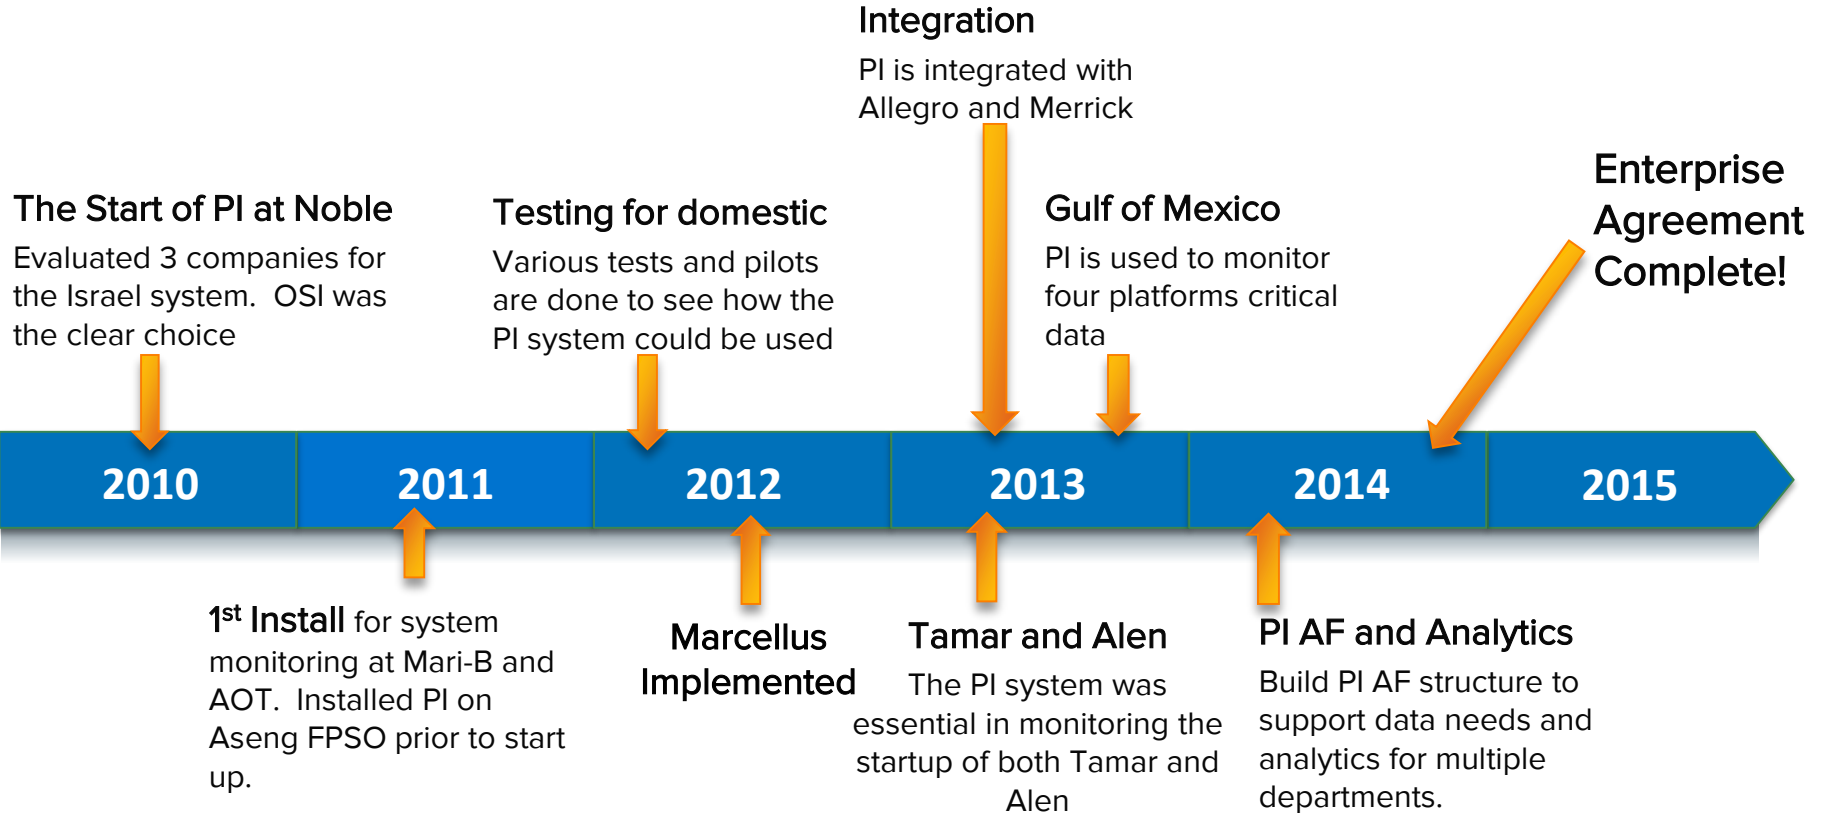 Integration
PI is integrated with
Allegro and Merrick
The Start of PI at Noble
Evaluated 3 companies for
the Israel system.  OSI was
the clear choice
Testing for domestic
Various tests and pilots
are done to see how the
PI system could be used
Gulf of Mexico
PI is used to monitor
four platforms critical
data
Enterprise
Agreement
Complete!
2010
2011
2012
2013
2014
2015
1st Install for system
monitoring at Mari-B and
AOT.  Installed PI on
Aseng FPSO prior to start
up.
Marcellus
Implemented
Tamar and Alen
The PI system was
essential in monitoring the
startup of both Tamar and
Alen
PI AF and Analytics
Build PI AF structure to
support data needs and
analytics for multiple
departments.